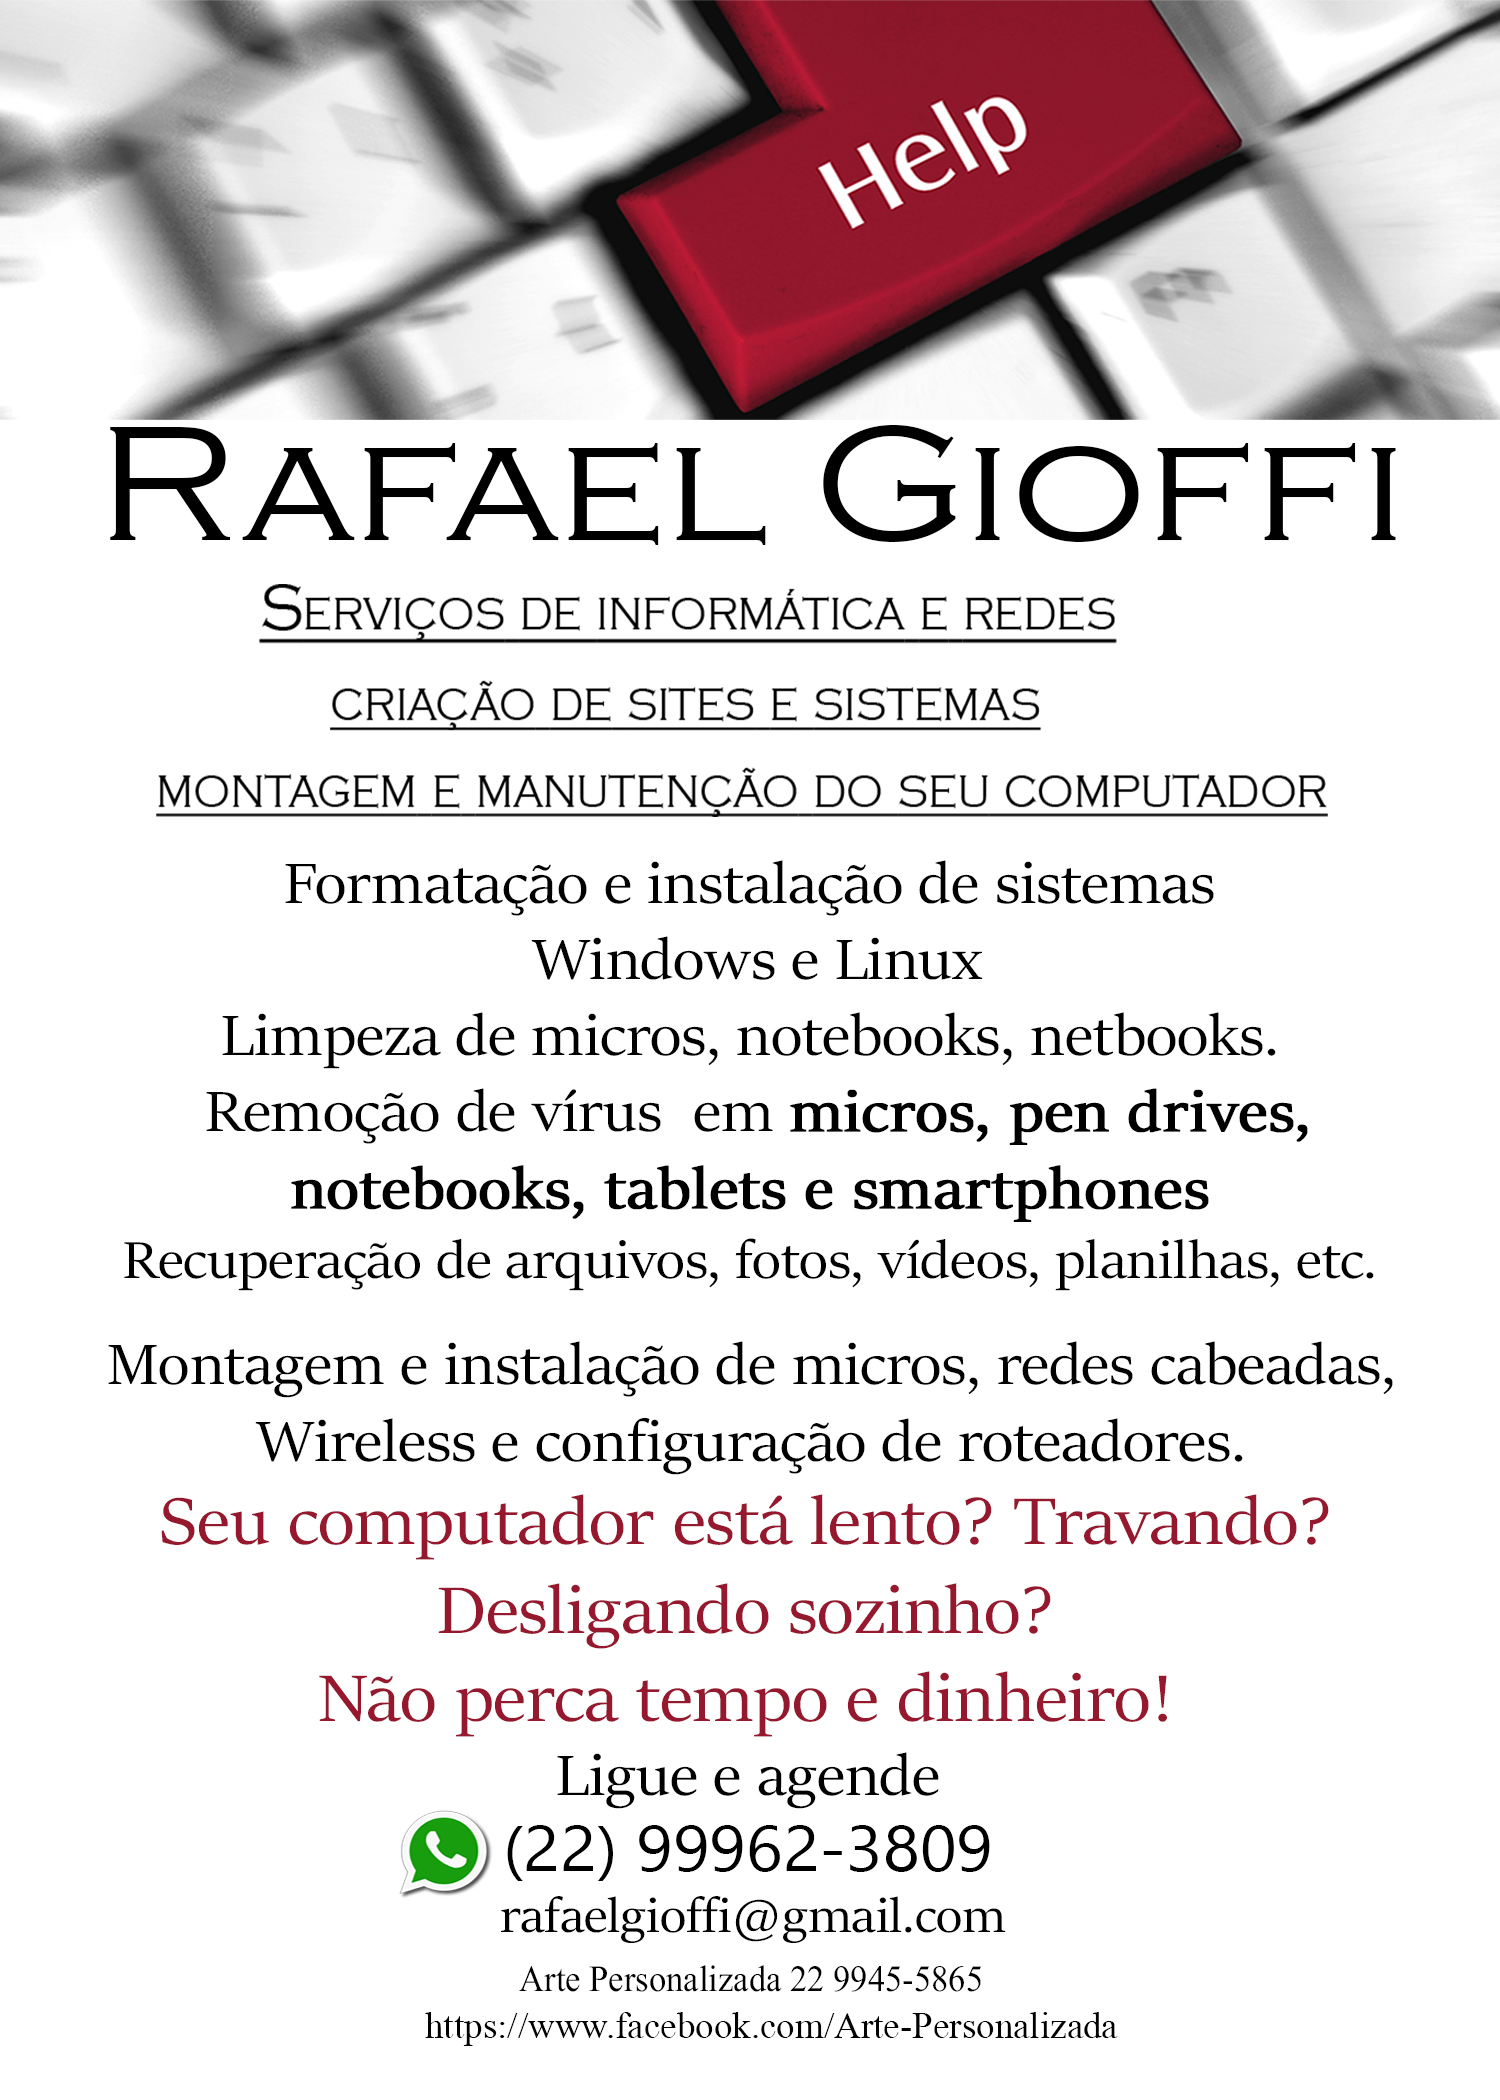 Help
RAFAEL GIOFFI
SERVIÇOS DE INFORMÁTICA E REDES
CRIAÇÃO DE SITES E SISTEMAS
MONTAGEM E MANUTENÇÃO DO SEU COMPUTADOR
Formatação e instalação de sistemas
Windows e Linux
Limpeza de micros, notebooks, netbooks.
Remoção de vírus  em micros, pen drives,
notebooks, tablets e smartphones
Recuperação de arquivos, fotos, vídeos, planilhas, etc.
Montagem e instalação de micros, redes cabeadas,
Wireless e configuração de roteadores.
Seu computador está lento? Travando?
Desligando sozinho?
Não perca tempo e dinheiro!
Ligue e agende
(22) 99962-3809
rafaelgioffi@gmail.com
Arte Personalizada 22 9945-5865
https://www.facebook.com/Arte-Personalizada